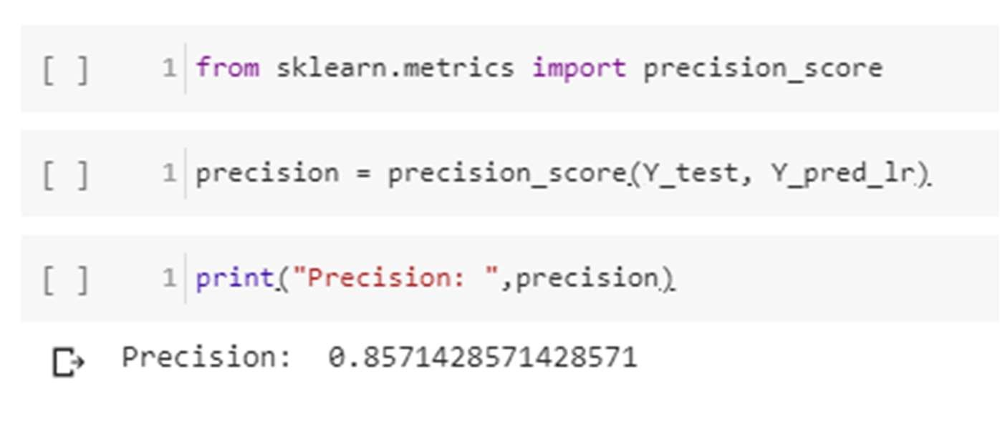 [ ] 1 from sklearn.metrics import precision_score
[ ] 1 precision = precision_score(Y_test, Y_pred_lr)
[ ] 1 print("Precision: ",precision)
Precision:  0.8571428571428571